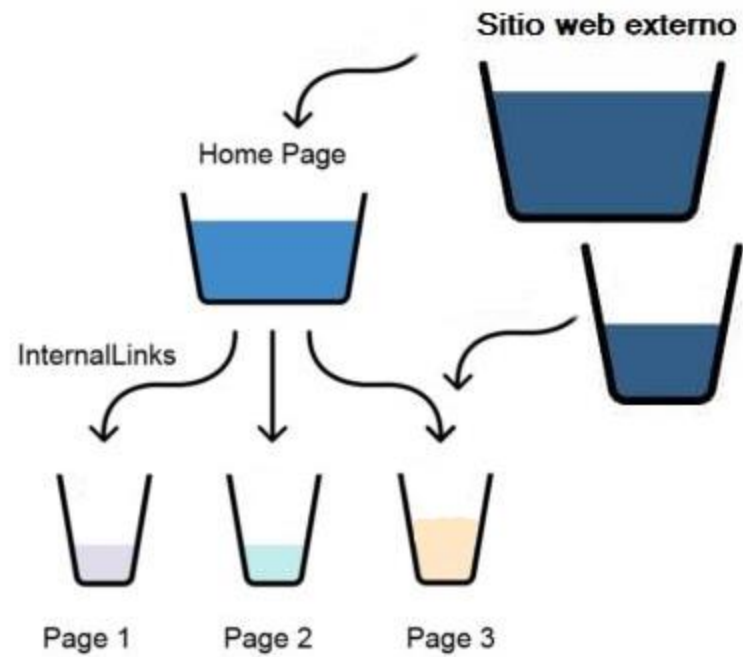 Sitio web externo
Home Page
InternalLinks
Page 1
Page 2
Page 3